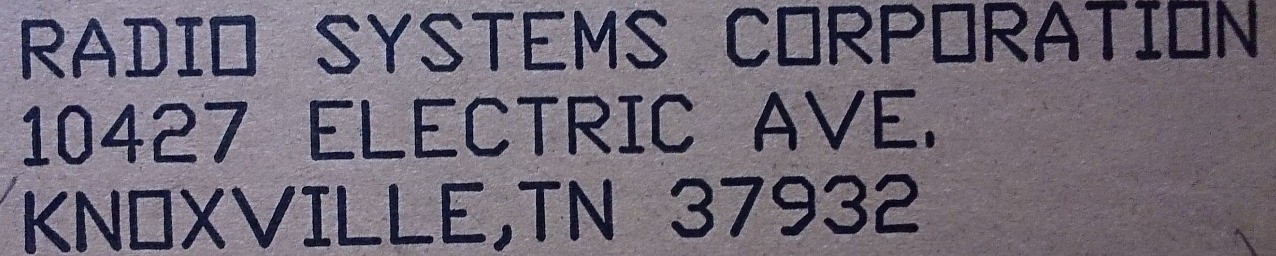 RADIO SYSTEMS CORPORATION
10427 ELECTRIC AVE.
KNOXVILLE,TN 37932